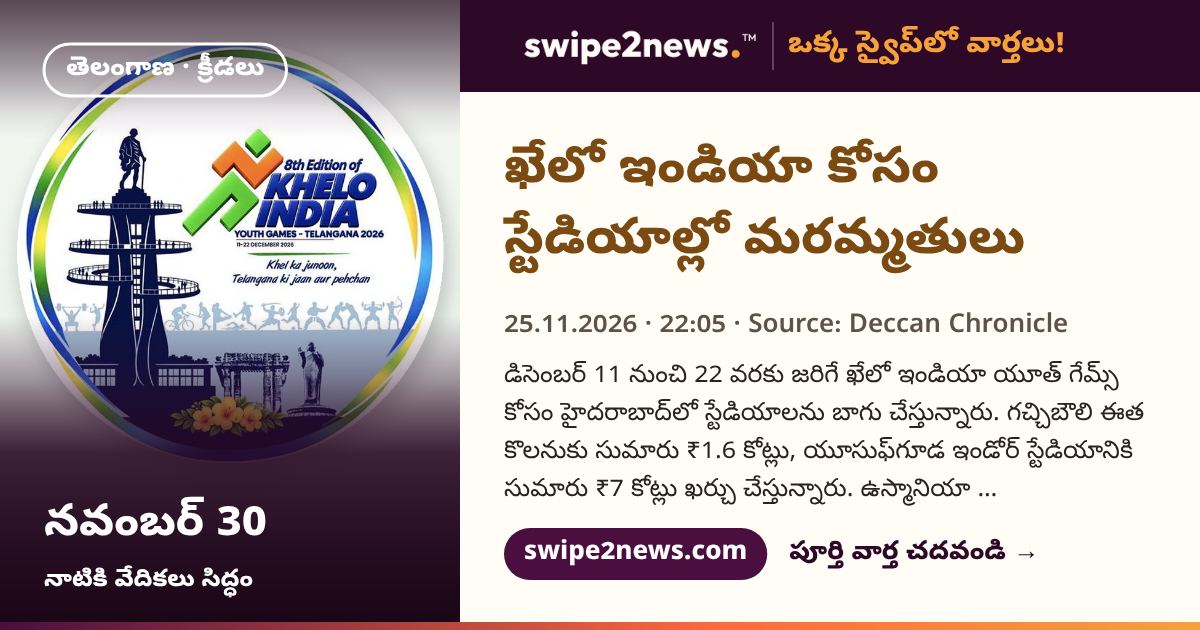 తెలంగాణ · క్రీడలు
8th Edition of
KHELO
INDIA
YOUTH GAMES - TELANGANA 2026
11-22 DECEMBER 2026
Khel ka junoon,
Telangana ki jaan aur pehchan
నవంబర్ 30
నాటికి వేదికలు సిద్ధం
swipe2news.™ ఒక్క స్వైప్‌లో వార్తలు!
ఖేలో ఇండియా కోసం
స్టేడియాల్లో మరమ్మతులు
25.11.2026 · 22:05 · Source: Deccan Chronicle
డిసెంబర్ 11 నుంచి 22 వరకు జరిగే ఖేలో ఇండియా యూత్ గేమ్స్
కోసం హైదరాబాద్‌లో స్టేడియాలను బాగు చేస్తున్నారు. గచ్చిబౌలి ఈత
కొలనుకు సుమారు ₹1.6 కోట్లు, యూసుఫ్‌గూడ ఇండోర్ స్టేడియానికి
సుమారు ₹7 కోట్లు ఖర్చు చేస్తున్నారు. ఉస్మానియా ...
swipe2news.com పూర్తి వార్త చదవండి →